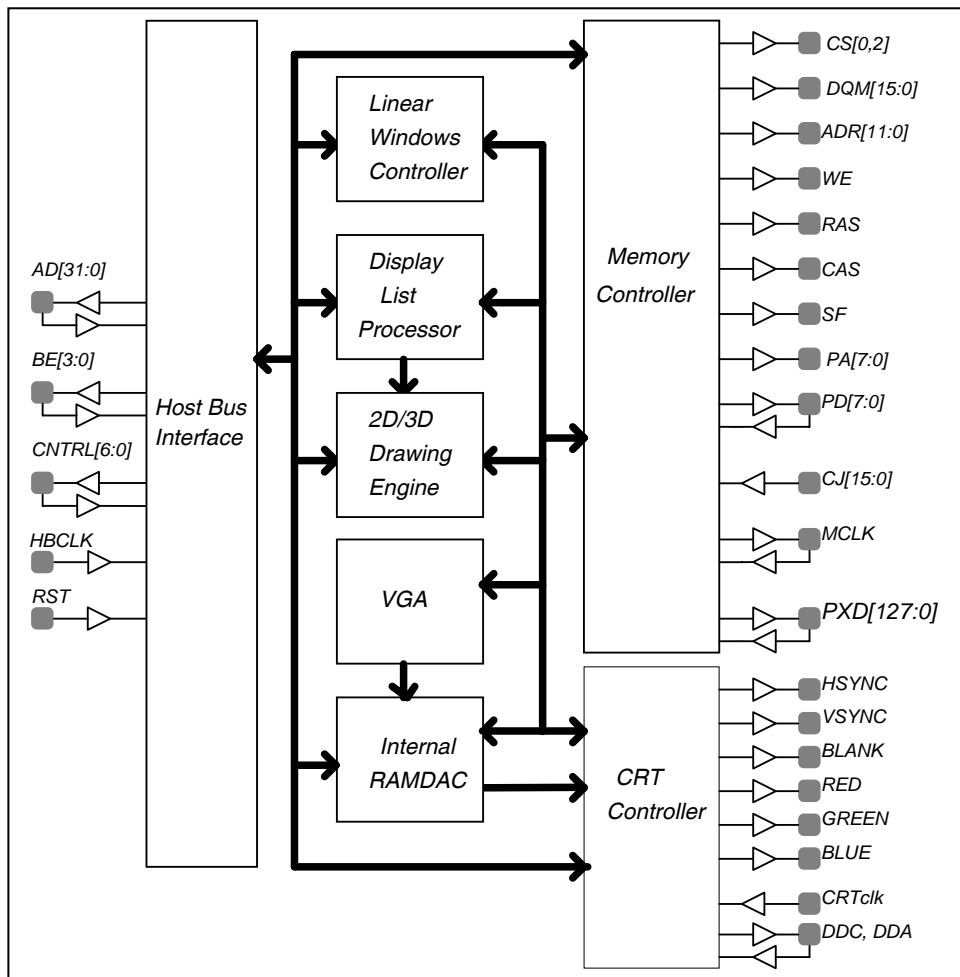 AD[31:0]
BE[3:0]
CNTRL[6:0]
HBCLK
RST
Host Bus
Interface
Linear
Windows
Controller
Display
List
Processor
2D/3D
Drawing
Engine
VGA
Internal
RAMDAC
Memory
Controller
CRT
Controller
CS[0,2]
DQM[15:0]
ADR[11:0]
WE
RAS
CAS
SF
PA[7:0]
PD[7:0]
CJ[15:0]
MCLK
PXD[127:0]
HSYNC
VSYNC
BLANK
RED
GREEN
BLUE
CRTclk
DDC, DDA